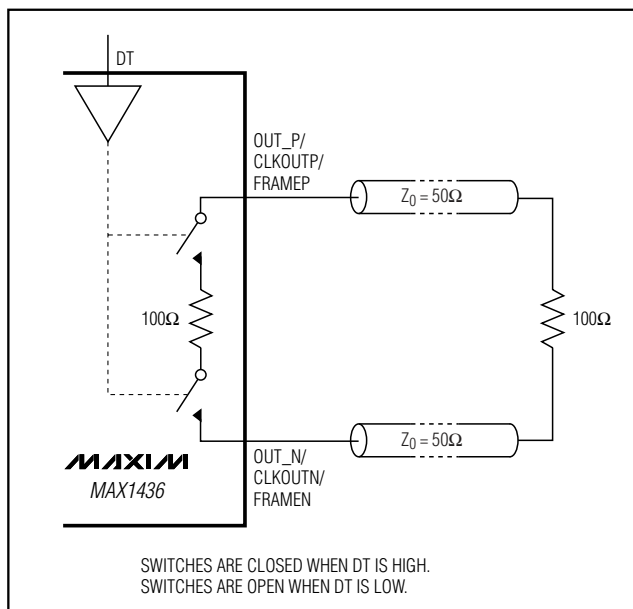 DT
OUT_P/
CLKOUTP/
FRAMEP
Z0 = 50Ω
100Ω
100Ω
Z0 = 50Ω
OUT_N/
CLKOUTN/
FRAMEN
MAXIM
MAX1436
SWITCHES ARE CLOSED WHEN DT IS HIGH.
SWITCHES ARE OPEN WHEN DT IS LOW.